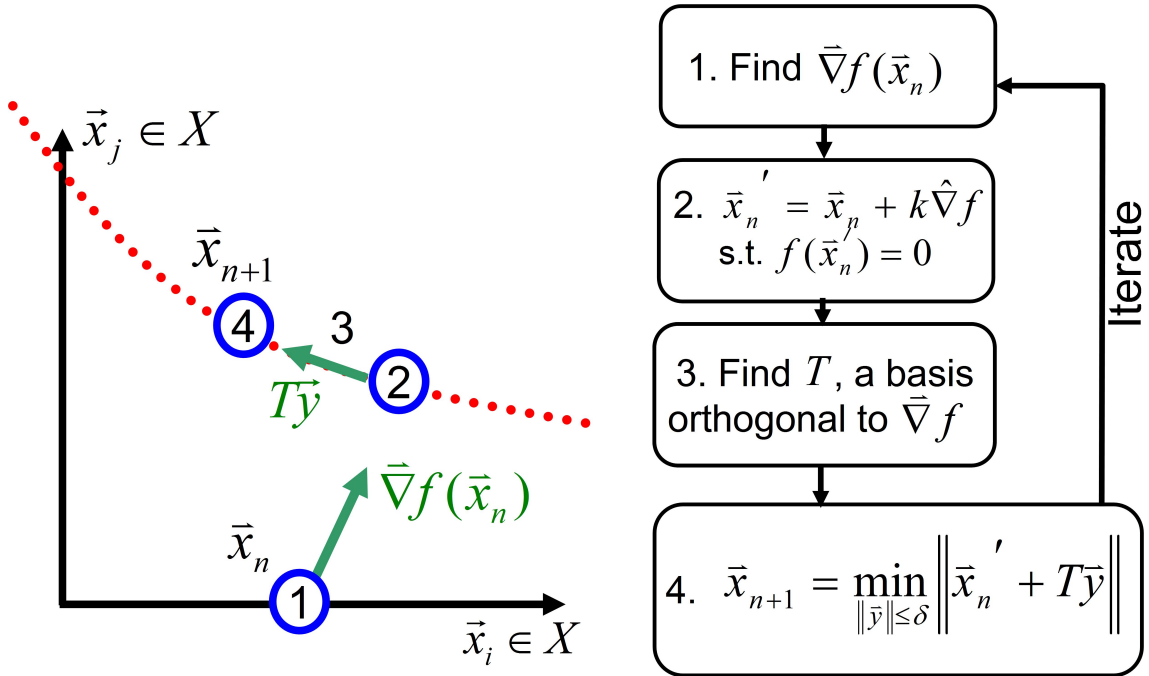 x⃗_j ∈ X
x⃗_{n+1}
4
3
2
Ty⃗
∇⃗f(x⃗_n)
x⃗_n
1
x⃗_i ∈ X
1. Find ∇⃗f(x⃗_n)
2. x⃗_n′ = x⃗_n + k∇̂f
s.t. f(x⃗_n′) = 0
3. Find T, a basis
orthogonal to ∇⃗f
4. x⃗_{n+1} = min_{‖y⃗‖≤δ} ‖x⃗_n′ + Ty⃗‖
Iterate